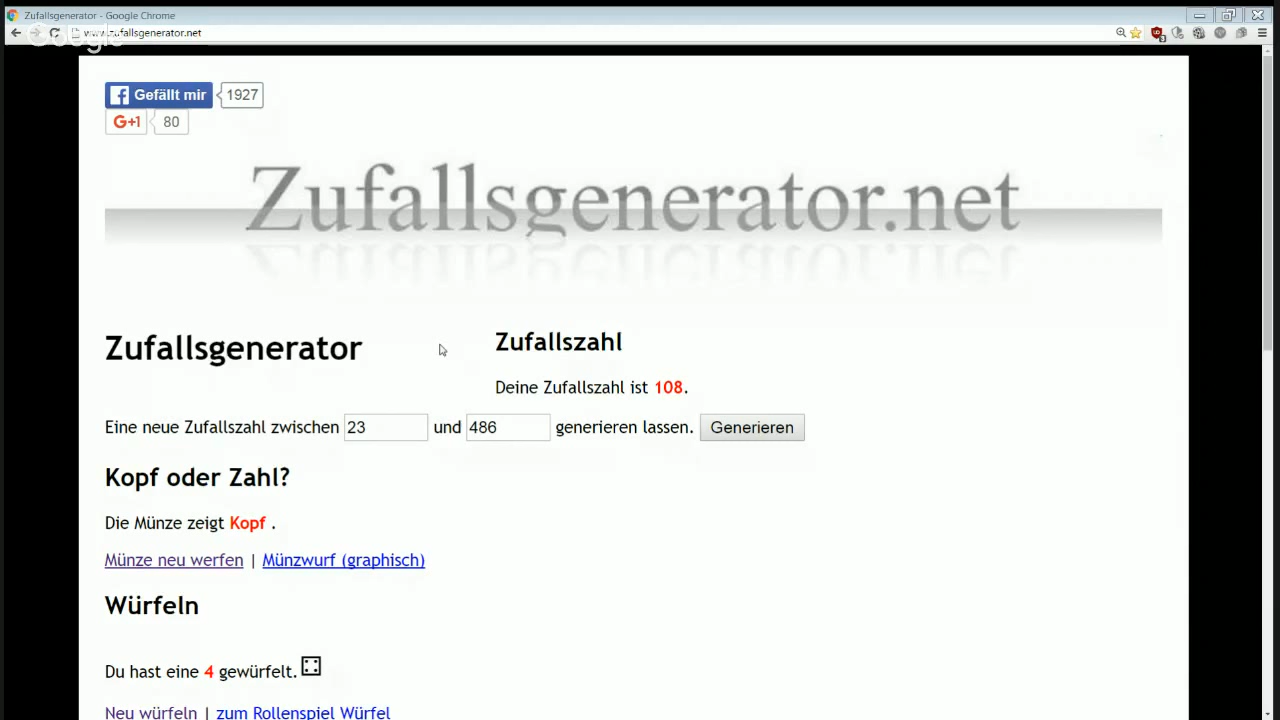 Zufallsgenerator - Google Chrome
Google
www.zufallsgenerator.net
Gefällt mir 1927
G+1 80
Zufallsgenerator.net
Zufallsgenerator
Zufallszahl
Deine Zufallszahl ist 108.
Eine neue Zufallszahl zwischen 23 und 486 generieren lassen. Generieren
Kopf oder Zahl?
Die Münze zeigt Kopf .
Münze neu werfen | Münzwurf (graphisch)
Würfeln
Du hast eine 4 gewürfelt.
Neu würfeln | zum Rollenspiel Würfel